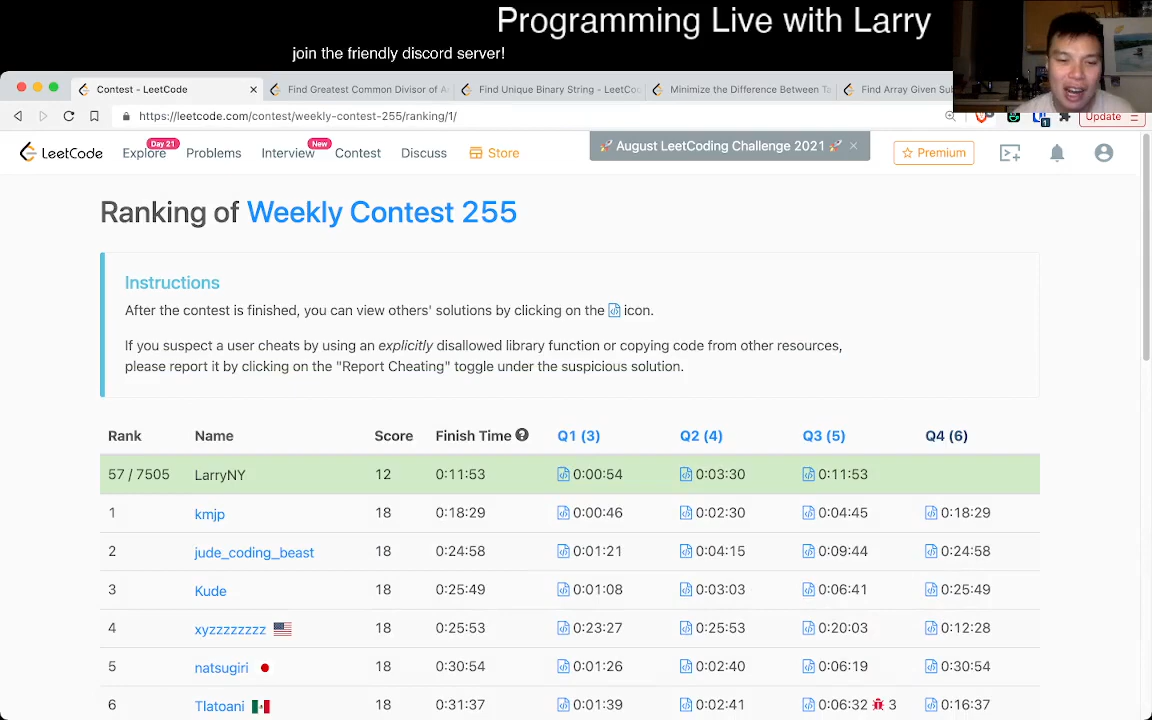 Programming Live with Larry
join the friendly discord server!
Contest - LeetCode
Find Greatest Common Divisor of A
Find Unique Binary String - LeetCo
Minimize the Difference Between Ta
Find Array Given Su
https://leetcode.com/contest/weekly-contest-255/ranking/1/
Update
LeetCode
Explore
Day 21
Problems
Interview
New
Contest
Discuss
Store
August LeetCoding Challenge 2021
Premium
Ranking of Weekly Contest 255
Instructions
After the contest is finished, you can view others' solutions by clicking on the icon.
If you suspect a user cheats by using an explicitly disallowed library function or copying code from other resources,
please report it by clicking on the "Report Cheating" toggle under the suspicious solution.
Rank Name Score Finish Time Q1 (3) Q2 (4) Q3 (5) Q4 (6)
57 / 7505 LarryNY 12 0:11:53 0:00:54 0:03:30 0:11:53
1 kmjp 18 0:18:29 0:00:46 0:02:30 0:04:45 0:18:29
2 jude_coding_beast 18 0:24:58 0:01:21 0:04:15 0:09:44 0:24:58
3 Kude 18 0:25:49 0:01:08 0:03:03 0:06:41 0:25:49
4 xyzzzzzzzz 18 0:25:53 0:23:27 0:25:53 0:20:03 0:12:28
5 natsugiri 18 0:30:54 0:01:26 0:02:40 0:06:19 0:30:54
6 Tlatoani 18 0:31:37 0:01:39 0:02:41 0:06:32 3 0:16:37